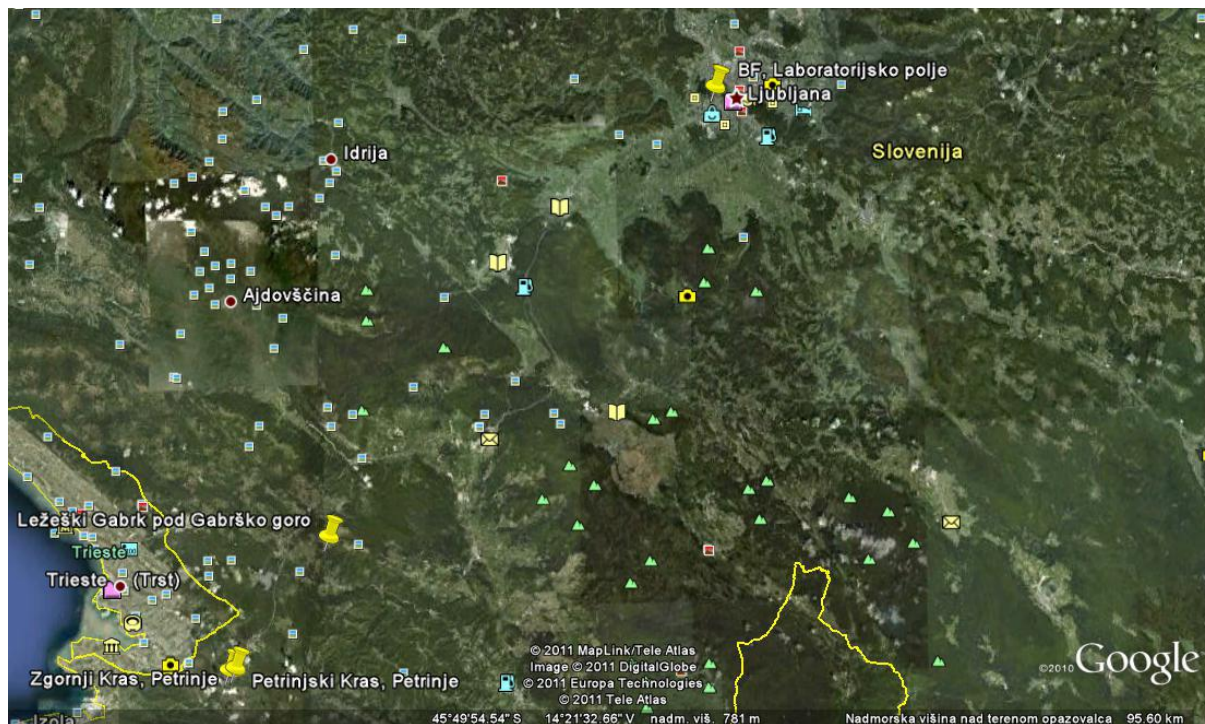 BF, Laboratorijsko polje
Ljubljana
Slovenija
Idrija
Ajdovščina
Ležeški Gabrk pod Gabrško goro
Trieste
Trieste (Trst)
Zgornji Kras, Petrinje
Petrinjski Kras, Petrinje
Izola
© 2011 MapLink/Tele Atlas
Image © 2011 DigitalGlobe
© 2011 Europa Technologies
© 2011 Tele Atlas
©2010 Google
45°49'54.54" S 14°21'32.66" V nadm. viš. 781 m
Nadmorska višina nad terenom opazovalca 95.60 km